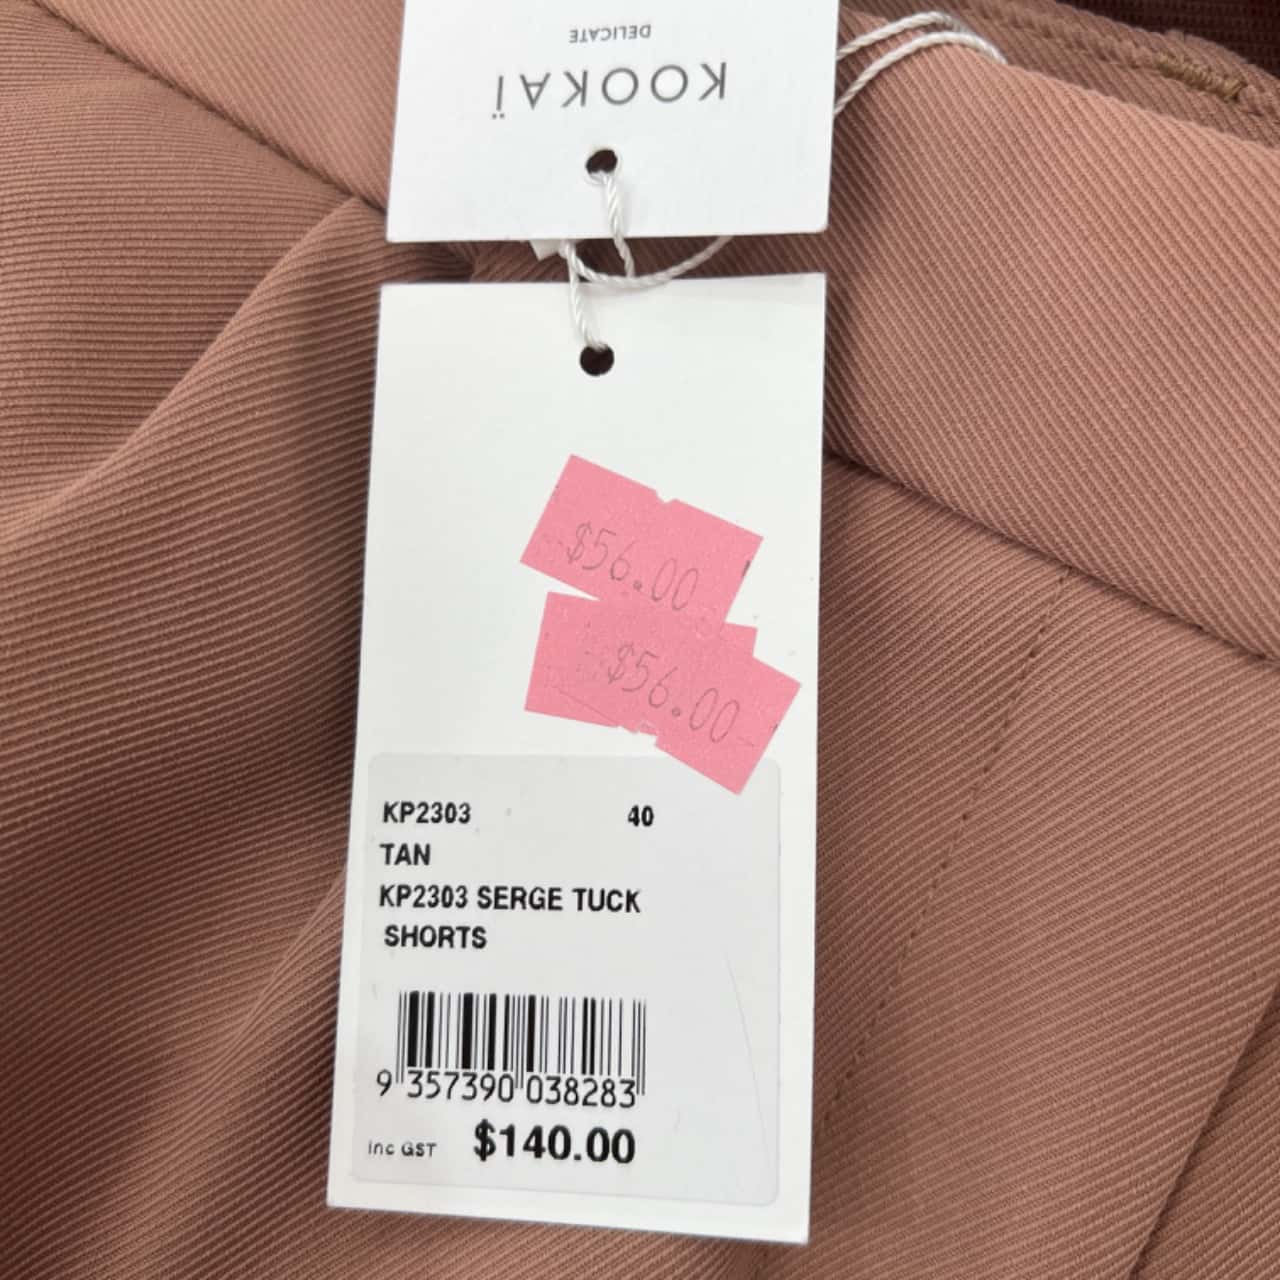 DELICATE
KOOKAÏ
$56.00
$56.00
KP2303 40
TAN
KP2303 SERGE TUCK
SHORTS
9 357390 038283
inc GST $140.00